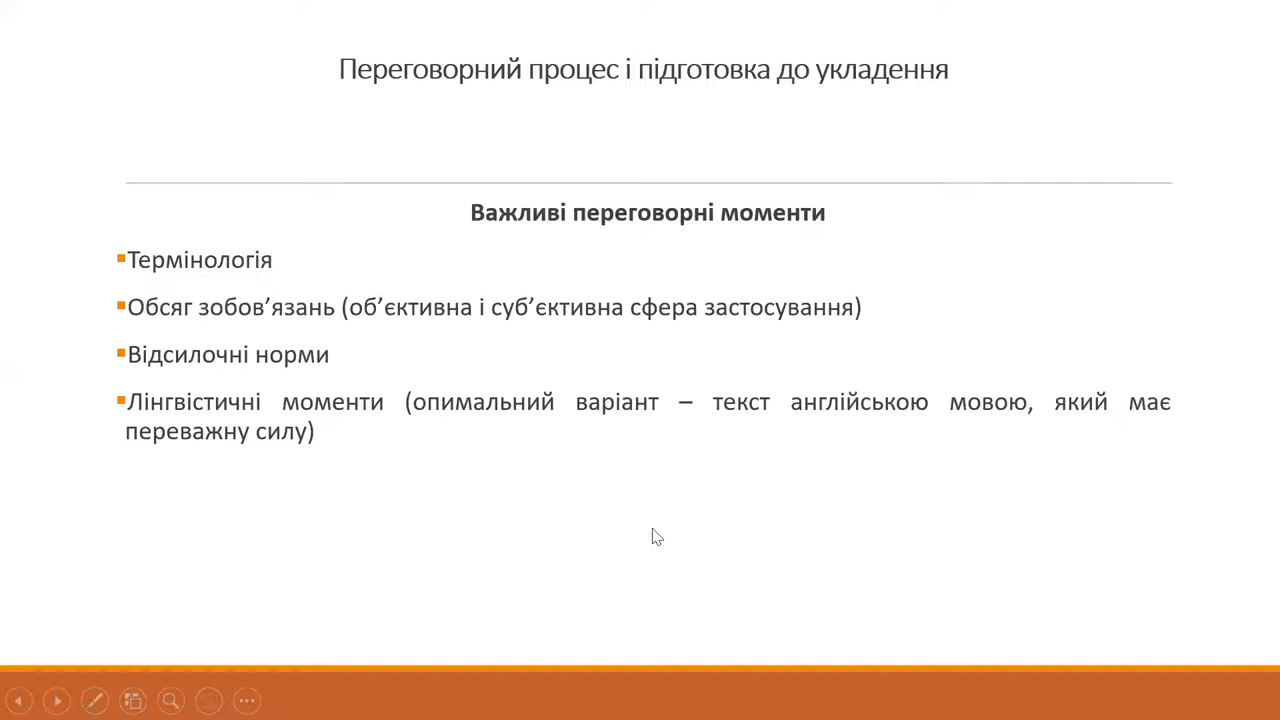 Переговорний процес і підготовка до укладення
Важливі переговорні моменти
▪Термінологія
▪Обсяг зобов’язань (об’єктивна і суб’єктивна сфера застосування)
▪Відсилочні норми
▪Лінгвістичні моменти (опимальний варіант – текст англійською мовою, який має
переважну силу)